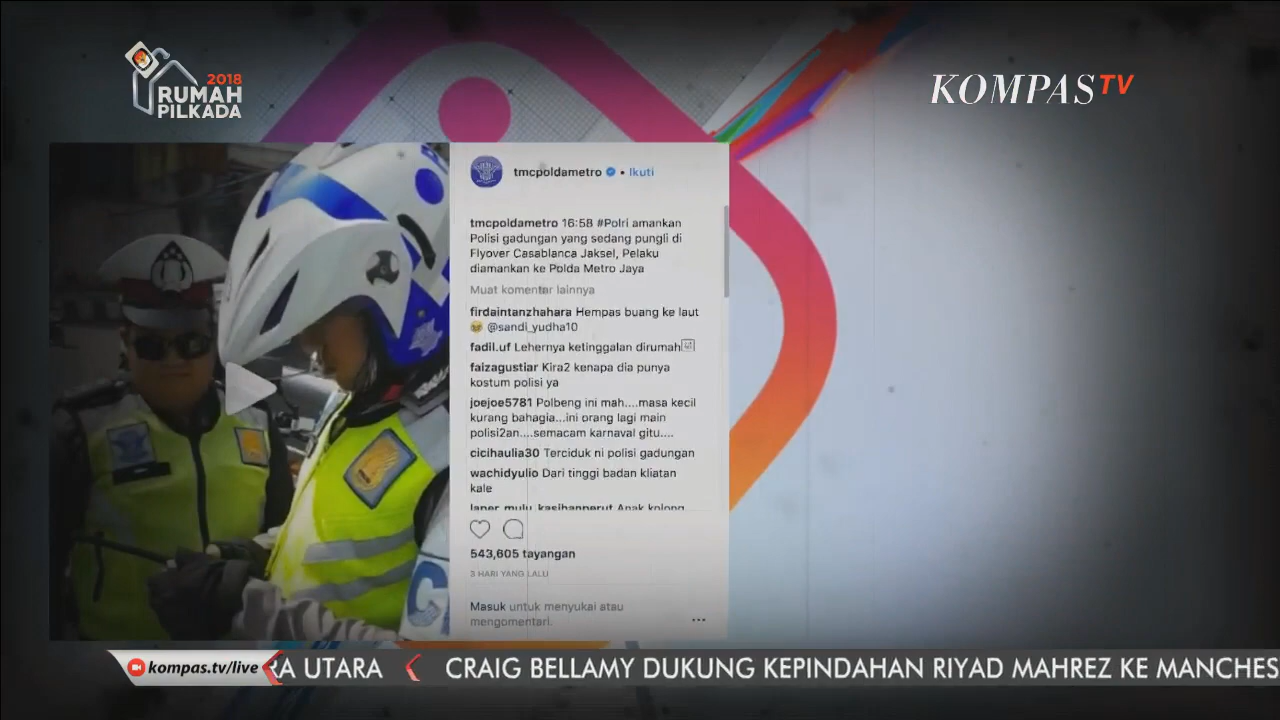 2018
RUMAH
PILKADA
KOMPAS TV
tmcpoldametro • Ikuti
tmcpoldametro 16:58 #Polri amankan
Polisi gadungan yang sedang pungli di
Flyover Casablanca Jaksel, Pelaku
diamankan ke Polda Metro Jaya
Muat komentar lainnya
firdaintanzhahara Hempas buang ke laut
@sandi_yudha10
fadil.uf Lehernya ketinggalan dirumah
faizagustiar Kira2 kenapa dia punya
kostum polisi ya
joejoe5781 Polbeng ini mah....masa kecil
kurang bahagia...ini orang lagi main
polisi2an....semacam karnaval gitu....
cicihaulia30 Terciduk ni polisi gadungan
wachidyulio Dari tinggi badan kliatan
kale
laper_mulu_kasihanperut Anak kolong
543,605 tayangan
3 HARI YANG LALU
Masuk untuk menyukai atau
mengomentari.
kompas.tv/live RA UTARA CRAIG BELLAMY DUKUNG KEPINDAHAN RIYAD MAHREZ KE MANCHES